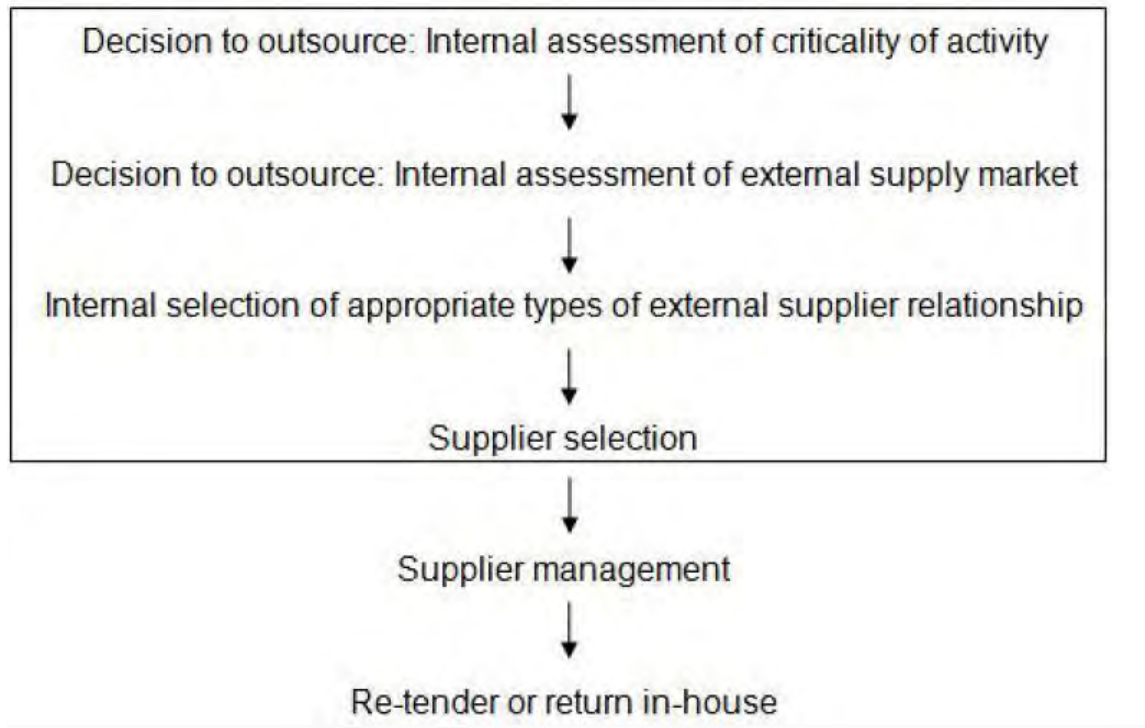 Decision to outsource: Internal assessment of criticality of activity
Decision to outsource: Internal assessment of external supply market
Internal selection of appropriate types of external supplier relationship
Supplier selection
Supplier management
Re-tender or return in-house